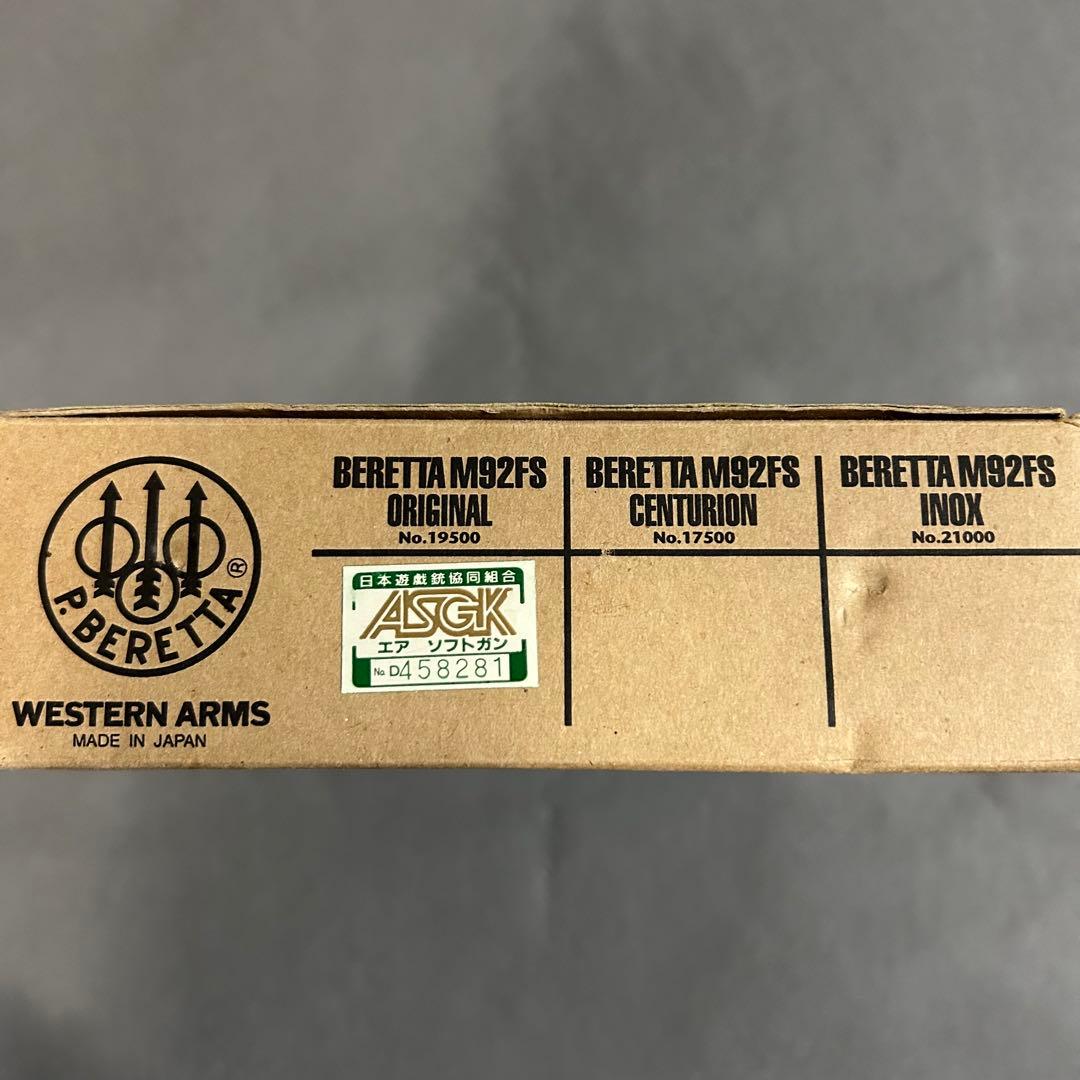 P. BERETTA®
WESTERN ARMS
MADE IN JAPAN
BERETTA M92FS
ORIGINAL
No.19500
日本遊戯銃協同組合
ASGK
エア ソフトガン
No. D458281
BERETTA M92FS
CENTURION
No.17500
BERETTA M92FS
INOX
No.21000